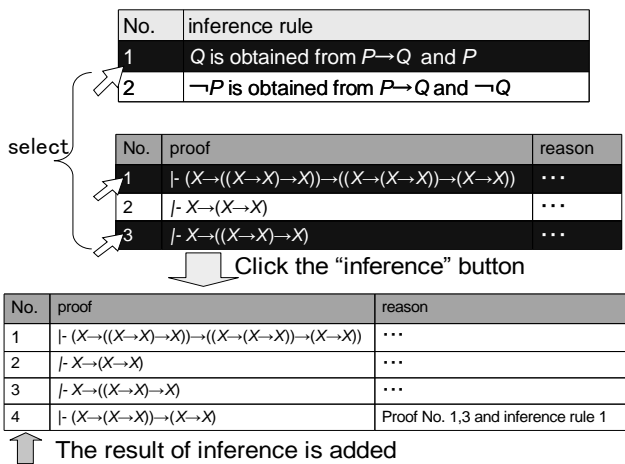 No. inference rule
1 Q is obtained from P→Q and P
2 ¬P is obtained from P→Q and ¬Q
select
No. proof reason
1 |- (X→((X→X)→X))→((X→(X→X))→(X→X)) ･･･
2 |- X→(X→X) ･･･
3 |- X→((X→X)→X) ･･･
Click the “inference” button
No. proof reason
1 |- (X→((X→X)→X))→((X→(X→X))→(X→X)) ･･･
2 |- X→(X→X) ･･･
3 |- X→((X→X)→X) ･･･
4 |- (X→(X→X))→(X→X) Proof No. 1,3 and inference rule 1
The result of inference is added